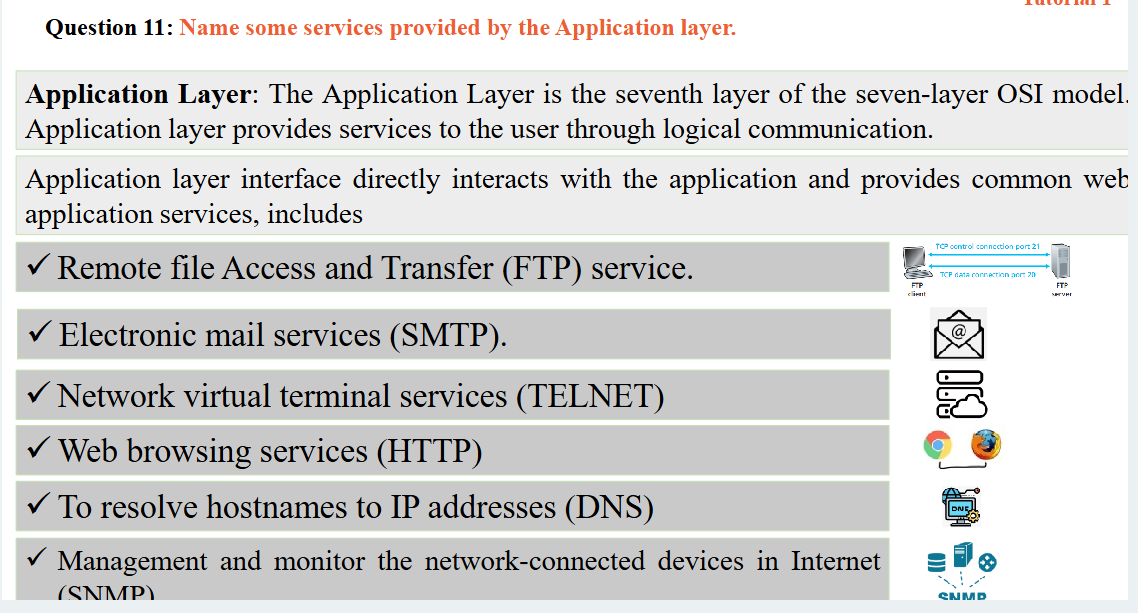 Tutorial 1
Question 11: Name some services provided by the Application layer.
Application Layer: The Application Layer is the seventh layer of the seven-layer OSI model.
Application layer provides services to the user through logical communication.
Application layer interface directly interacts with the application and provides common web
application services, includes
✓ Remote file Access and Transfer (FTP) service.
TCP control connection port 21
TCP data connection port 20
FTP
client
FTP
server
✓ Electronic mail services (SMTP).
@
✓ Network virtual terminal services (TELNET)
✓ Web browsing services (HTTP)
✓ To resolve hostnames to IP addresses (DNS)
DNS
✓ Management and monitor the network-connected devices in Internet
(SNMP)
SNMP